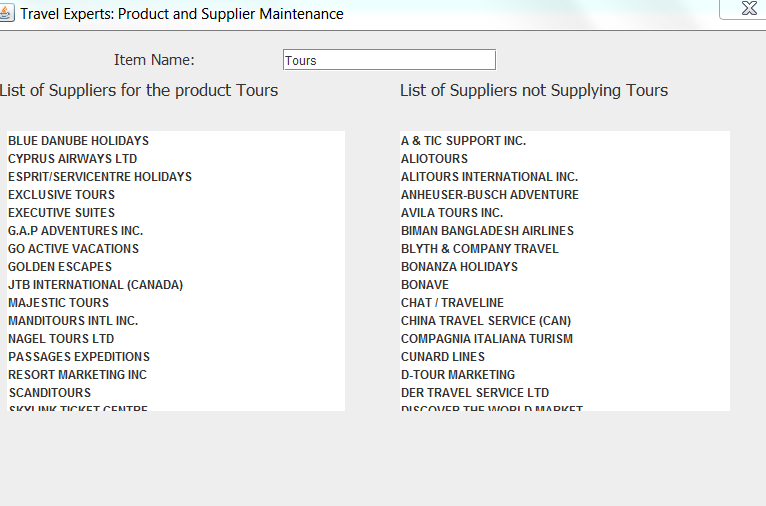 Travel Experts: Product and Supplier Maintenance
Item Name: Tours
List of Suppliers for the product Tours
BLUE DANUBE HOLIDAYS
CYPRUS AIRWAYS LTD
ESPRIT/SERVICENTRE HOLIDAYS
EXCLUSIVE TOURS
EXECUTIVE SUITES
G.A.P ADVENTURES INC.
GO ACTIVE VACATIONS
GOLDEN ESCAPES
JTB INTERNATIONAL (CANADA)
MAJESTIC TOURS
MANDITOURS INTL INC.
NAGEL TOURS LTD
PASSAGES EXPEDITIONS
RESORT MARKETING INC
SCANDITOURS
SKYLINK TICKET CENTRE
List of Suppliers not Supplying Tours
A & TIC SUPPORT INC.
ALIOTOURS
ALITOURS INTERNATIONAL INC.
ANHEUSER-BUSCH ADVENTURE
AVILA TOURS INC.
BIMAN BANGLADESH AIRLINES
BLYTH & COMPANY TRAVEL
BONANZA HOLIDAYS
BONAVE
CHAT / TRAVELINE
CHINA TRAVEL SERVICE (CAN)
COMPAGNIA ITALIANA TURISM
CUNARD LINES
D-TOUR MARKETING
DER TRAVEL SERVICE LTD
DISCOVER THE WORLD MARKET